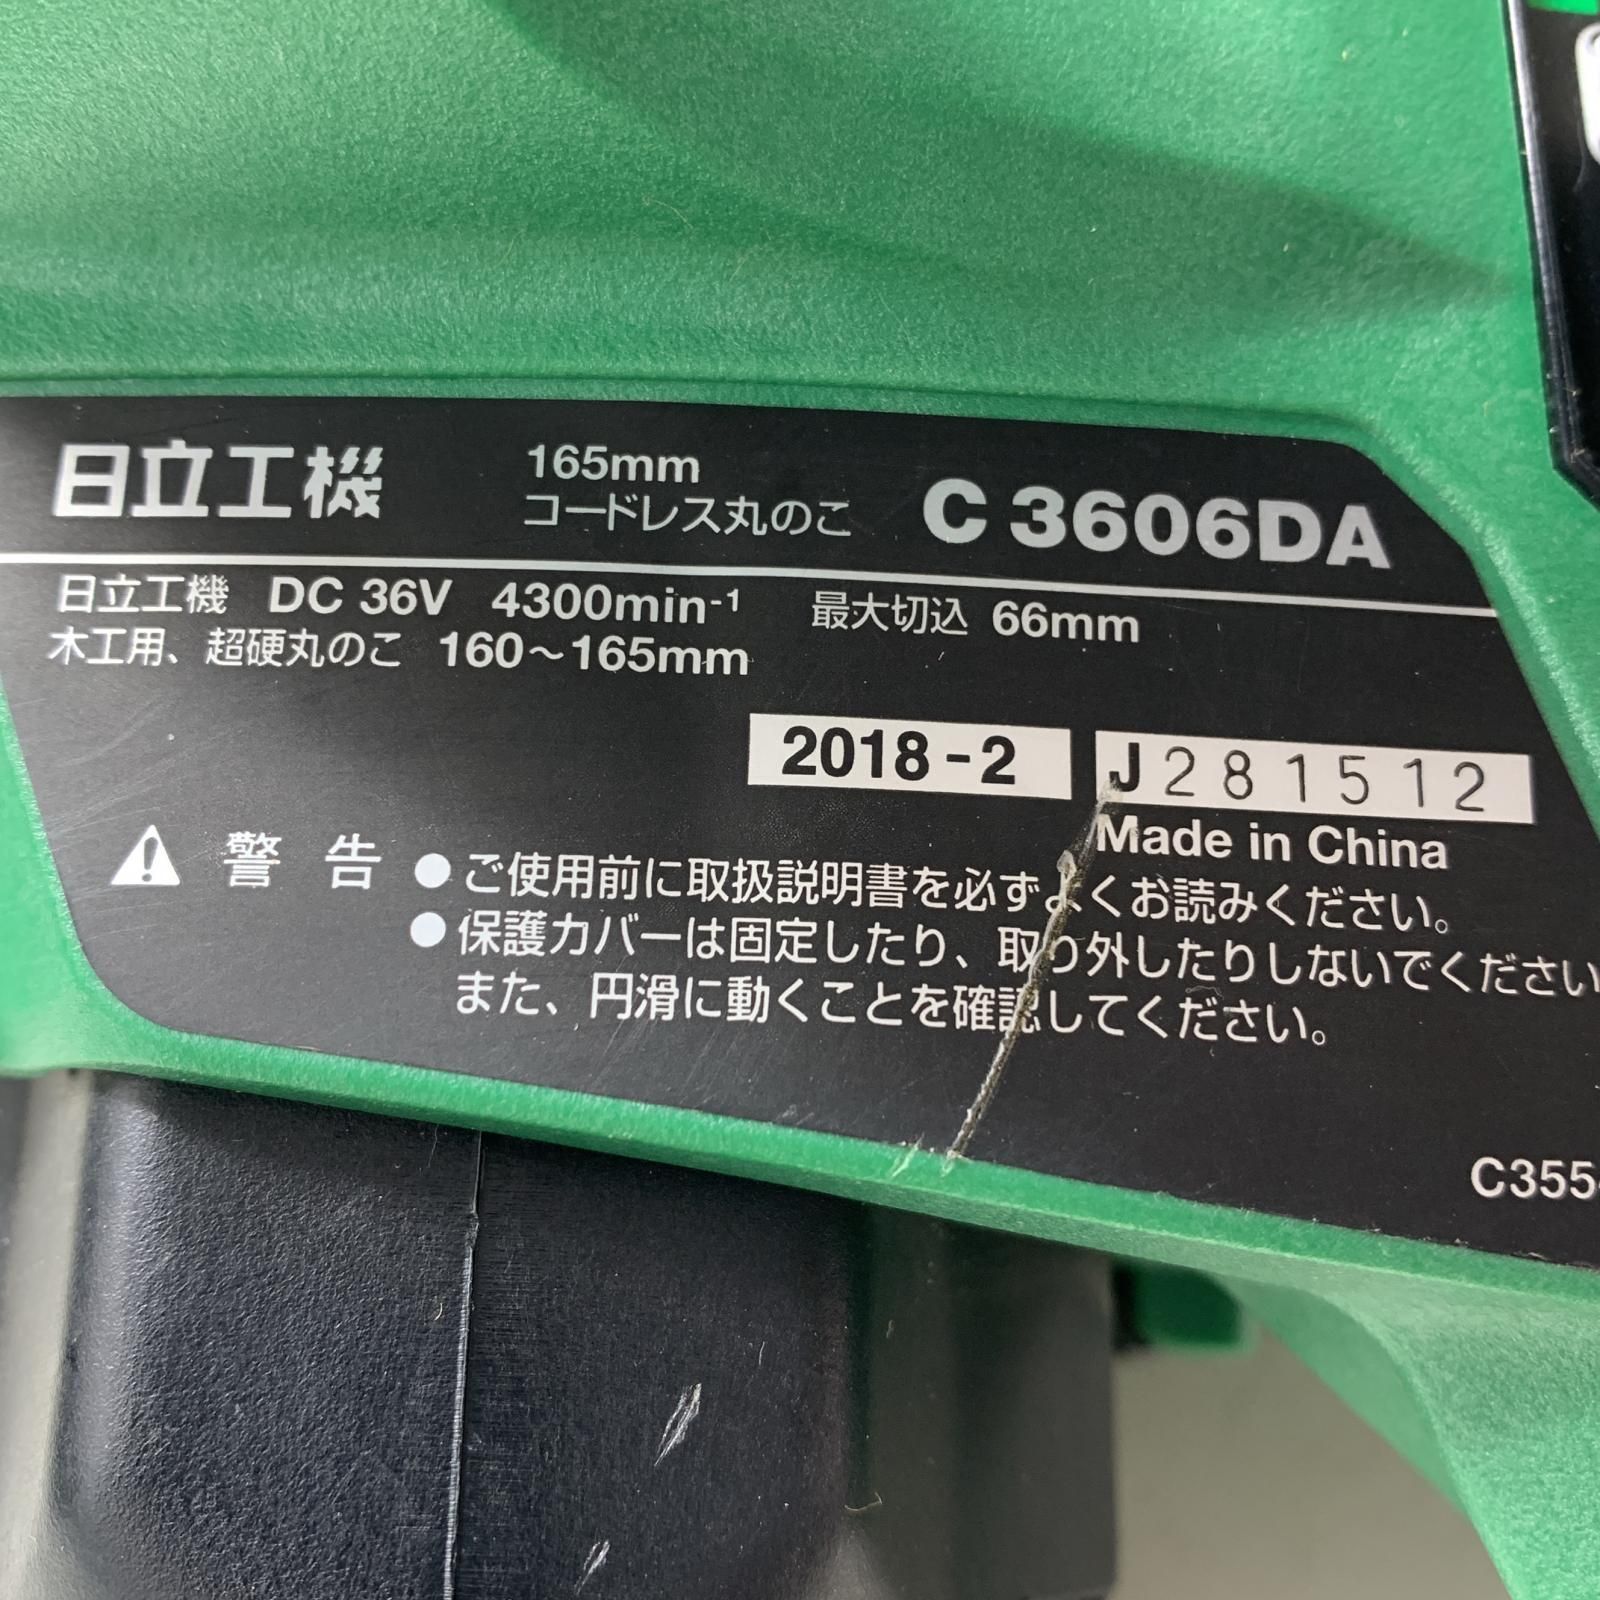 日立工機
165mm
コードレス丸のこ
C 3606DA
日立工機 DC 36V 4300min-1 最大切込 66mm
木工用、超硬丸のこ 160～165mm
2018-2
J281512
Made in China
警告
●ご使用前に取扱説明書を必ずよくお読みください。
●保護カバーは固定したり、取り外したりしないでください
また、円滑に動くことを確認してください。
C355